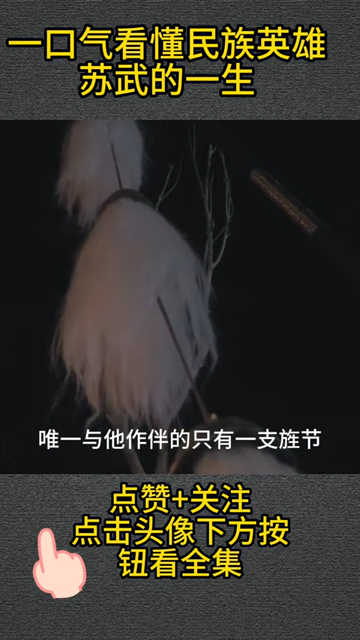 一口气看懂民族英雄
苏武的一生
唯一与他作伴的只有一支旌节
点赞+关注
点击头像下方按
钮看全集